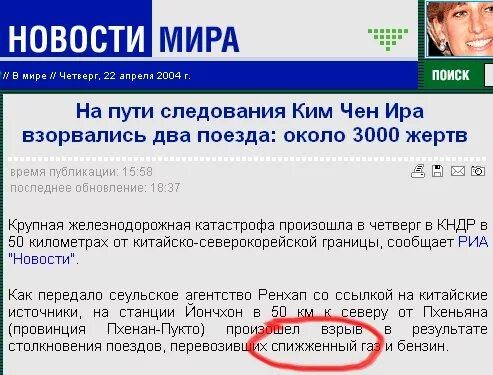 НОВОСТИ МИРА
// В мире // Четверг, 22 апреля 2004 г.
ПОИСК
На пути следования Ким Чен Ира
взорвались два поезда: около 3000 жертв
время публикации: 15:58
последнее обновление: 18:37
Крупная железнодорожная катастрофа произошла в четверг в КНДР в
50 километрах от китайско-северокорейской границы, сообщает РИА
"Новости".
Как передало сеульское агентство Ренхап со ссылкой на китайские
источники, на станции Йончхон в 50 км к северу от Пхеньяна
(провинция Пхенан-Пукто) произошел взрыв в результате
столкновения поездов, перевозивших спижженный газ и бензин.